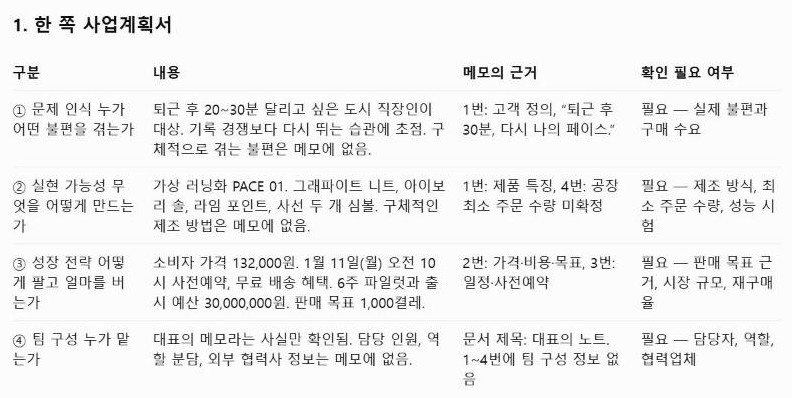 1. 한 쪽 사업계획서
구분 내용 메모의 근거 확인 필요 여부
① 문제 인식 누가
어떤 불편을 겪는가
퇴근 후 20~30분 달리고 싶은 도시 직장인이
대상. 기록 경쟁보다 다시 뛰는 습관에 초점. 구
체적으로 겪는 불편은 메모에 없음.
1번: 고객 정의, “퇴근 후
30분, 다시 나의 페이스.”
필요 — 실제 불편과
구매 수요
② 실현 가능성 무
엇을 어떻게 만드는
가
가상 러닝화 PACE 01. 그래파이트 니트, 아이보
리 솔, 라임 포인트, 사선 두 개 심볼. 구체적인
제조 방법은 메모에 없음.
1번: 제품 특징, 4번: 공장
최소 주문 수량 미확정
필요 — 제조 방식, 최
소 주문 수량, 성능 시
험
③ 성장 전략 어떻
게 팔고 얼마를 버
는가
소비자 가격 132,000원. 1월 11일(월) 오전 10
시 사전예약, 무료 배송 혜택. 6주 파일럿과 출
시 예산 30,000,000원. 판매 목표 1,000켤레.
2번: 가격·비용·목표, 3번:
일정·사전예약
필요 — 판매 목표 근
거, 시장 규모, 재구매
율
④ 팀 구성 누가 맡
는가
대표의 메모라는 사실만 확인됨. 담당 인원, 역
할 분담, 외부 협력사 정보는 메모에 없음.
문서 제목: 대표의 노트.
1~4번에 팀 구성 정보 없
음
필요 — 담당자, 역할,
협력업체